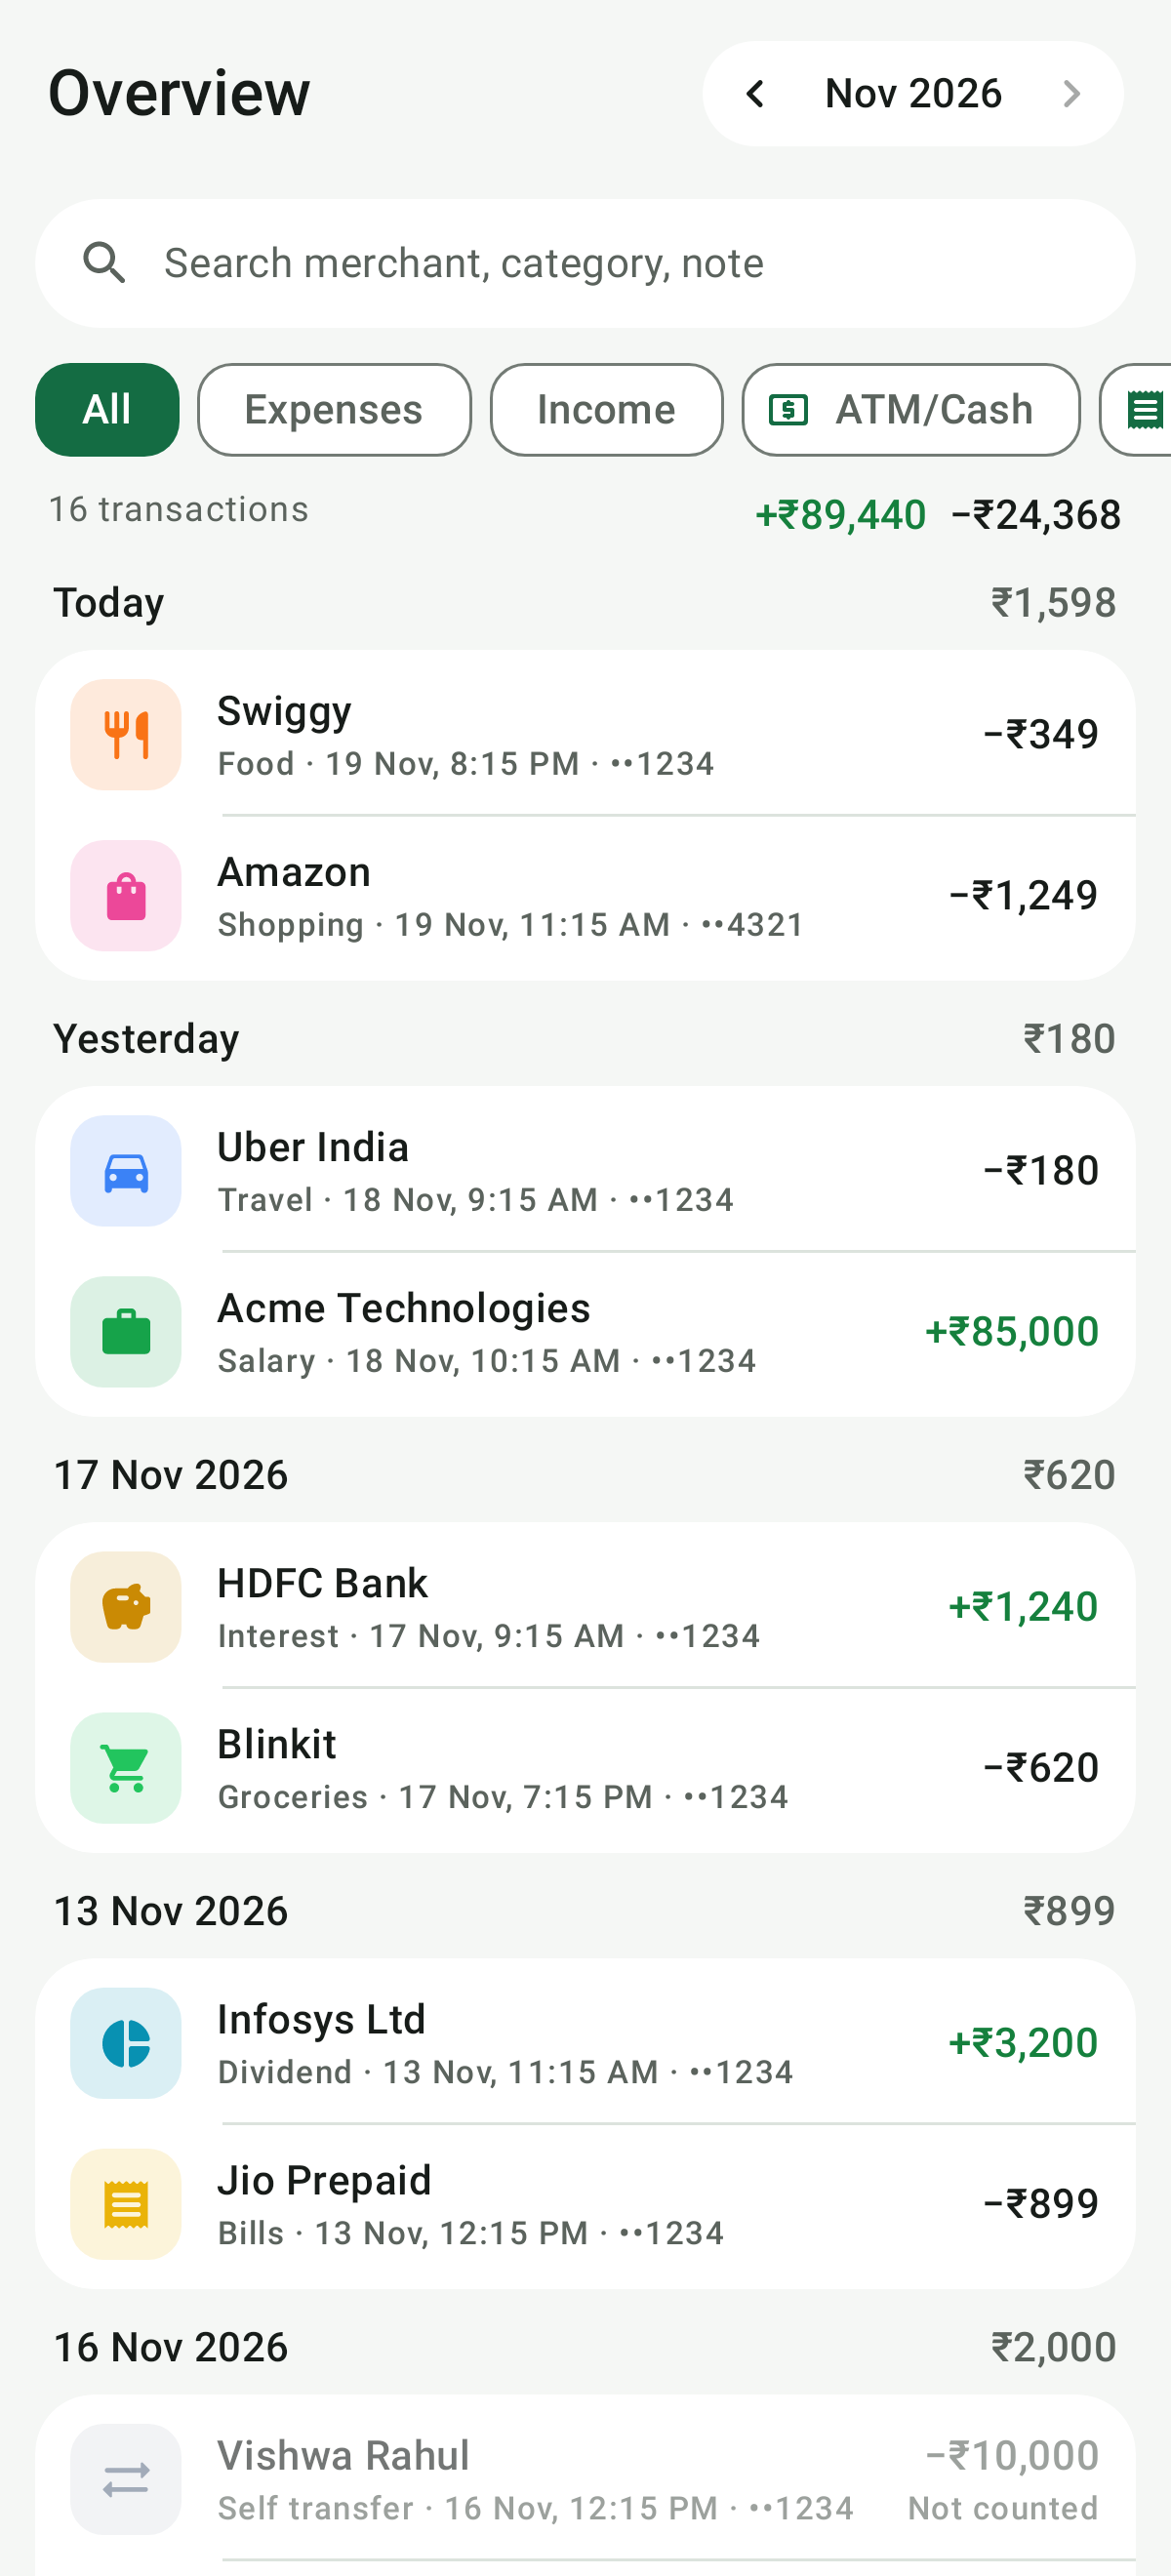 Overview
Nov 2026
Search merchant, category, note
All
Expenses
Income
ATM/Cash
16 transactions
+₹89,440 −₹24,368
Today
₹1,598
Swiggy
−₹349
Food · 19 Nov, 8:15 PM · ••1234
Amazon
−₹1,249
Shopping · 19 Nov, 11:15 AM · ••4321
Yesterday
₹180
Uber India
−₹180
Travel · 18 Nov, 9:15 AM · ••1234
Acme Technologies
+₹85,000
Salary · 18 Nov, 10:15 AM · ••1234
17 Nov 2026
₹620
HDFC Bank
+₹1,240
Interest · 17 Nov, 9:15 AM · ••1234
Blinkit
−₹620
Groceries · 17 Nov, 7:15 PM · ••1234
13 Nov 2026
₹899
Infosys Ltd
+₹3,200
Dividend · 13 Nov, 11:15 AM · ••1234
Jio Prepaid
−₹899
Bills · 13 Nov, 12:15 PM · ••1234
16 Nov 2026
₹2,000
Vishwa Rahul
−₹10,000
Self transfer · 16 Nov, 12:15 PM · ••1234
Not counted